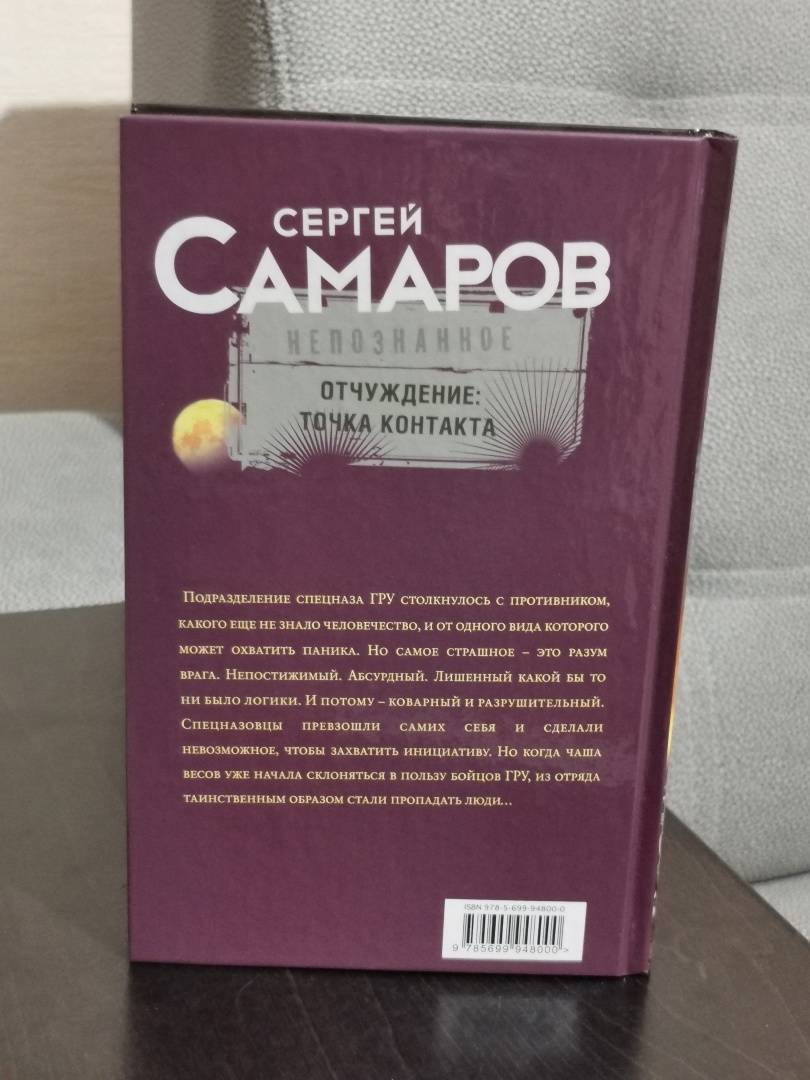 СЕРГЕЙ
САМАРОВ
НЕПОЗНАННОЕ
ОТЧУЖДЕНИЕ:
ТОЧКА КОНТАКТА
ПОДРАЗДЕЛЕНИЕ СПЕЦНАЗА ГРУ СТОЛКНУЛОСЬ С ПРОТИВНИКОМ,
КАКОГО ЕЩЕ НЕ ЗНАЛО ЧЕЛОВЕЧЕСТВО, И ОТ ОДНОГО ВИДА КОТОРОГО
МОЖЕТ ОХВАТИТЬ ПАНИКА. НО САМОЕ СТРАШНОЕ – ЭТО РАЗУМ
ВРАГА. НЕПОСТИЖИМЫЙ. АБСУРДНЫЙ. ЛИШЕННЫЙ КАКОЙ БЫ ТО
НИ БЫЛО ЛОГИКИ. И ПОТОМУ – КОВАРНЫЙ И РАЗРУШИТЕЛЬНЫЙ.
СПЕЦНАЗОВЦЫ ПРЕВЗОШЛИ САМИХ СЕБЯ И СДЕЛАЛИ
НЕВОЗМОЖНОЕ, ЧТОБЫ ЗАХВАТИТЬ ИНИЦИАТИВУ. НО КОГДА ЧАША
ВЕСОВ УЖЕ НАЧАЛА СКЛОНЯТЬСЯ В ПОЛЬЗУ БОЙЦОВ ГРУ, ИЗ ОТРЯДА
ТАИНСТВЕННЫМ ОБРАЗОМ СТАЛИ ПРОПАДАТЬ ЛЮДИ...
ISBN 978-5-699-94800-0
9 785699 948000 >